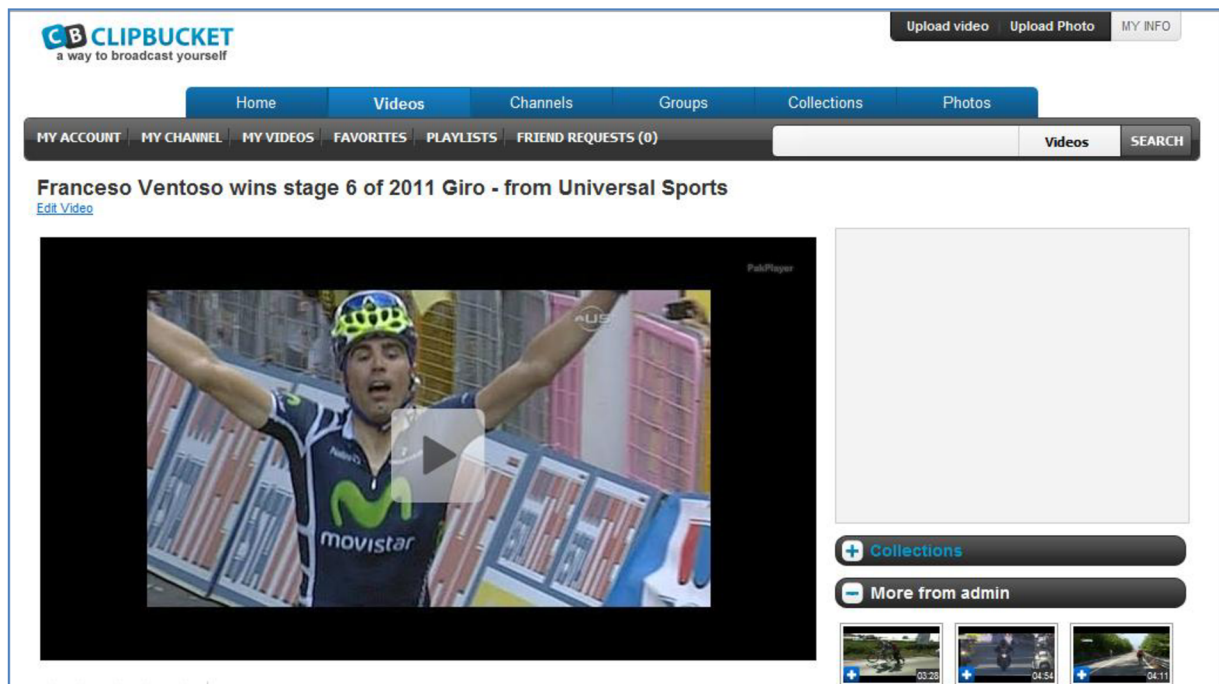 CB CLIPBUCKET
a way to broadcast yourself
Upload video Upload Photo MY INFO
Home Videos Channels Groups Collections Photos
MY ACCOUNT MY CHANNEL MY VIDEOS FAVORITES PLAYLISTS FRIEND REQUESTS (0)
Videos SEARCH
Franceso Ventoso wins stage 6 of 2011 Giro - from Universal Sports
Edit Video
PakPlayer
US
movistar
Collections
More from admin
03:28 04:54 04:11